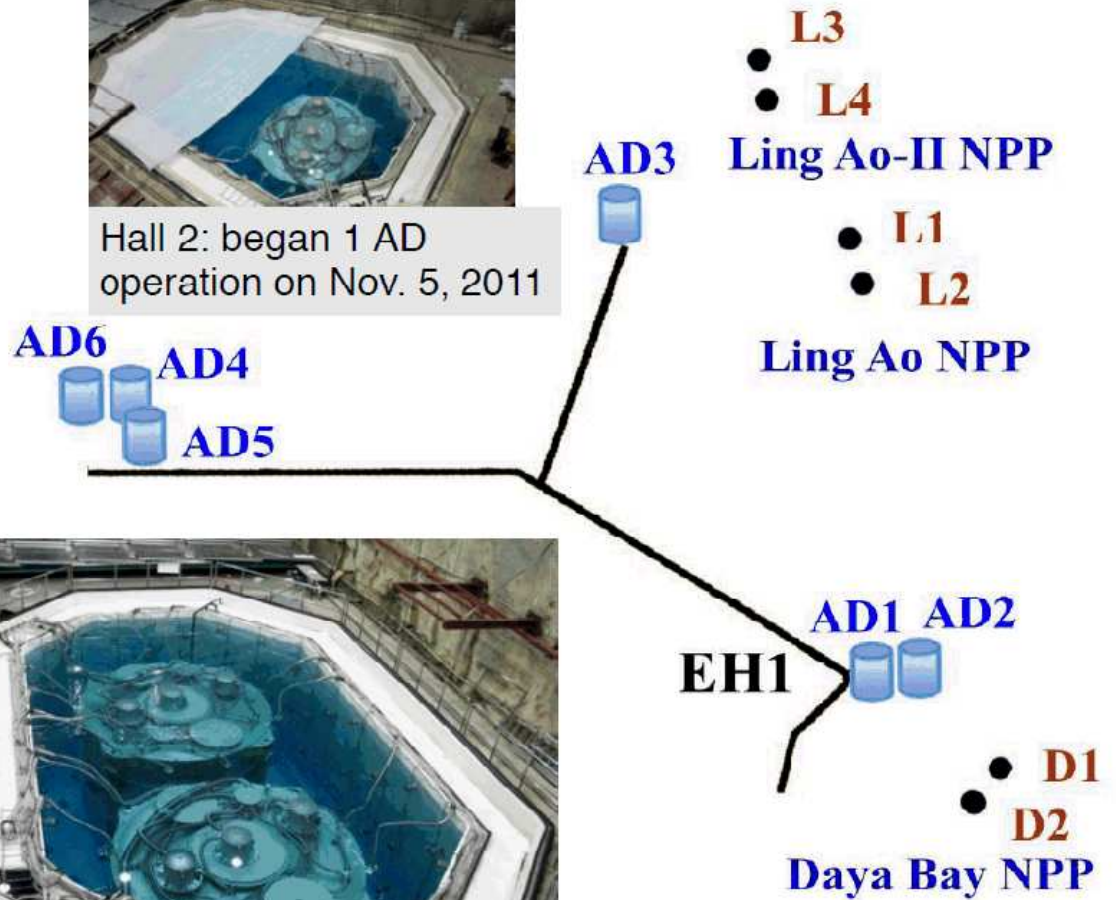 L3
L4
AD3
Ling Ao-II NPP
Hall 2: began 1 AD
operation on Nov. 5, 2011
L1
L2
Ling Ao NPP
AD6
AD4
AD5
AD1
AD2
EH1
D1
D2
Daya Bay NPP